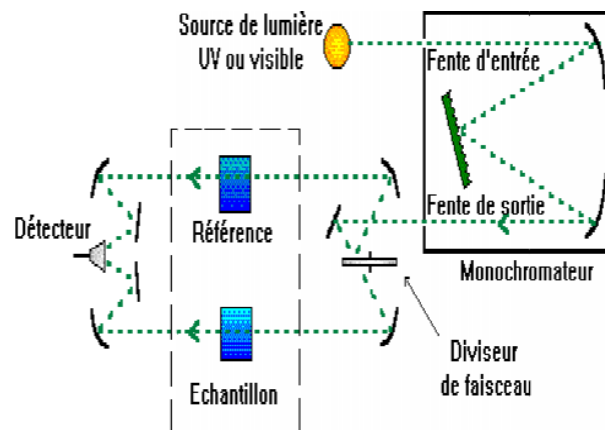 Source de lumière
UV ou visible
Fente d'entrée
Fente de sortie
Monochromateur
Référence
Détecteur
Echantillon
Diviseur
de faisceau